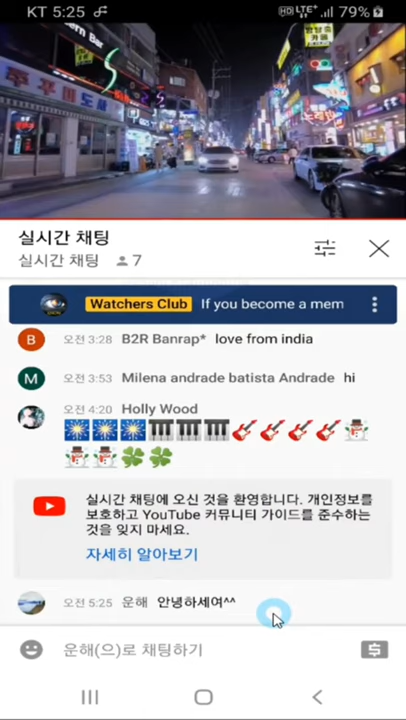 KT 5:25
HD LTE+ 79%
실시간 채팅
실시간 채팅 7
Watchers Club If you become a mem
B 오전 3:28 B2R Banrap* love from india
M 오전 3:53 Milena andrade batista Andrade hi
오전 4:20 Holly Wood
🎆🎆🎆🎹🎹🎹🎸🎸🎸🎸⛄
⛄⛄🍀🍀
실시간 채팅에 오신 것을 환영합니다. 개인정보를
보호하고 YouTube 커뮤니티 가이드를 준수하는
것을 잊지 마세요.
자세히 알아보기
오전 5:25 운해 안녕하세여^^
운해(으)로 채팅하기